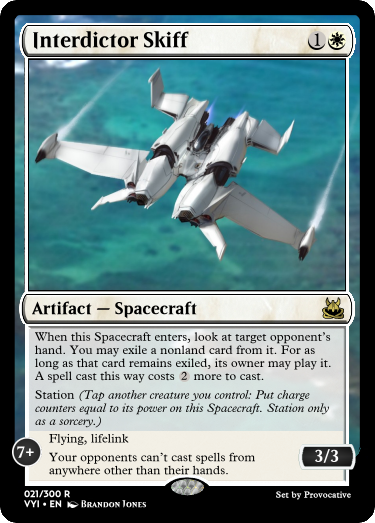 Interdictor Skiff 1
Artifact — Spacecraft
When this Spacecraft enters, look at target opponent's
hand. You may exile a nonland card from it. For as
long as that card remains exiled, its owner may play it.
A spell cast this way costs 2 more to cast.
Station (Tap another creature you control: Put charge
counters equal to its power on this Spacecraft. Station only
as a sorcery.)
7+
Flying, lifelink
Your opponents can't cast spells from
anywhere other than their hands.
3/3
021/300 R
VYI • EN Brandon Jones
Set by Provocative